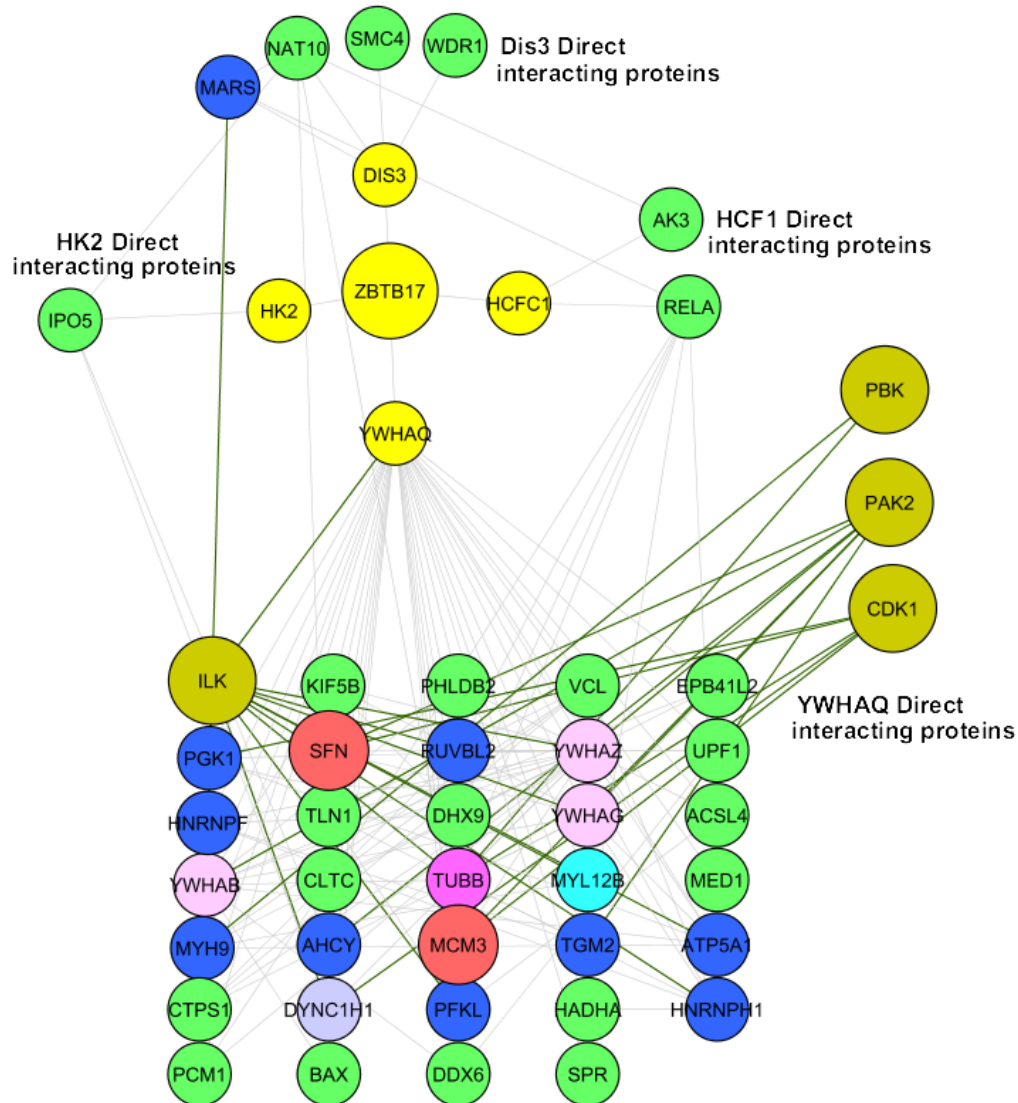 NAT10
SMC4
WDR1
Dis3 Direct
interacting proteins
MARS
DIS3
AK3
HCF1 Direct
interacting proteins
HK2 Direct
interacting proteins
ZBTB17
HK2
HCFC1
RELA
IPO5
PBK
YWHAQ
PAK2
CDK1
ILK
KIF5B
PHLDB2
VCL
EPB41L2
YWHAQ Direct
interacting proteins
PGK1
SFN
RUVBL2
YWHAZ
UPF1
HNRNPF
TLN1
DHX9
YWHAG
ACSL4
YWHAB
CLTC
TUBB
MYL12B
MED1
MYH9
AHCY
MCM3
TGM2
ATP5A1
CTPS1
DYNC1H1
PFKL
HADHA
HNRNPH1
PCM1
BAX
DDX6
SPR